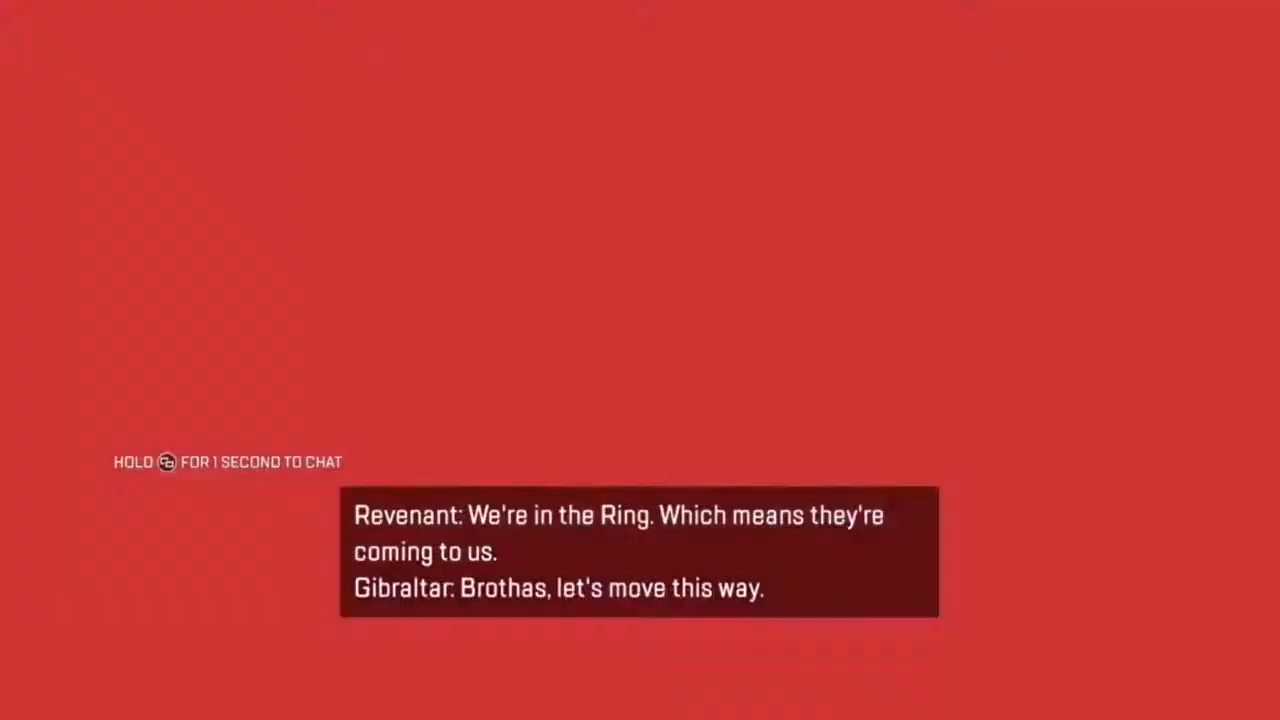 HOLD FOR 1 SECOND TO CHAT
Revenant: We're in the Ring. Which means they're
coming to us.
Gibraltar: Brothas, let's move this way.